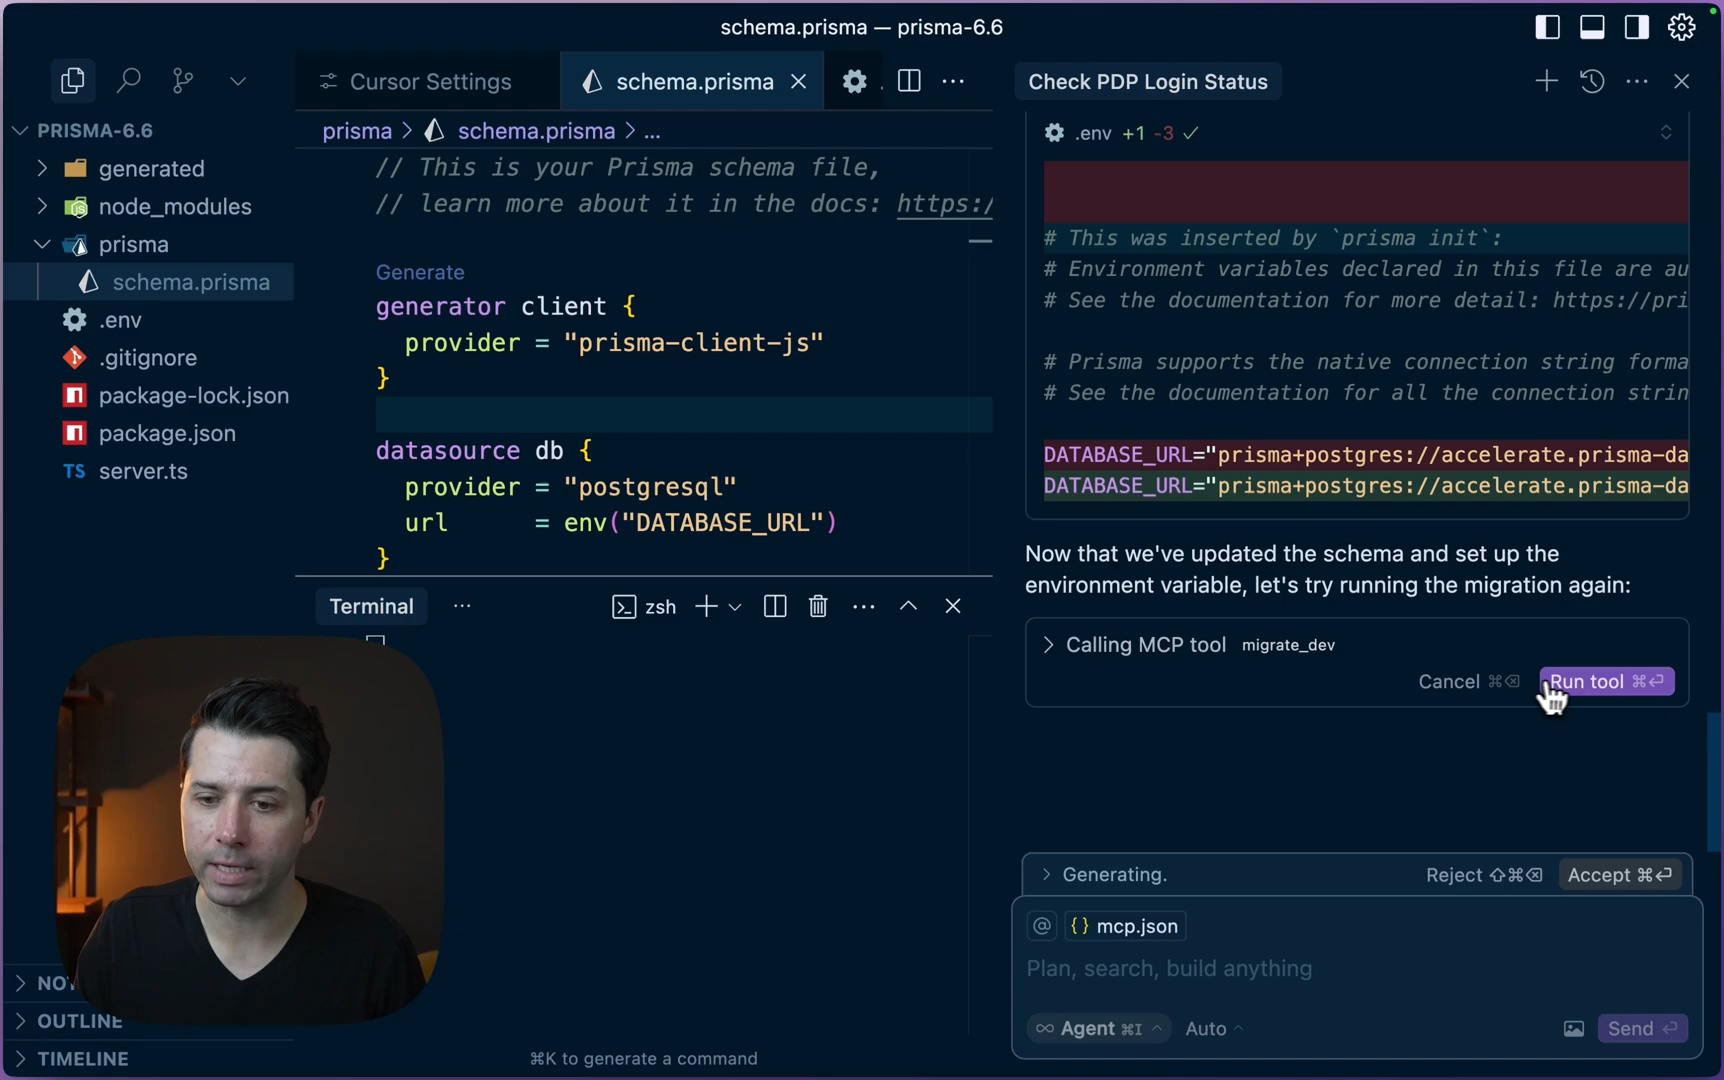 schema.prisma — prisma-6.6
Cursor Settings
schema.prisma
Check PDP Login Status
PRISMA-6.6
generated
node_modules
prisma
schema.prisma
.env
.gitignore
package-lock.json
package.json
TS server.ts
NOT
OUTLINE
TIMELINE
prisma > schema.prisma > ...
// This is your Prisma schema file,
// learn more about it in the docs: https:/
Generate
generator client {
provider = "prisma-client-js"
}
datasource db {
provider = "postgresql"
url = env("DATABASE_URL")
}
Terminal
zsh
⌘K to generate a command
.env +1 -3
# This was inserted by `prisma init`:
# Environment variables declared in this file are au
# See the documentation for more detail: https://pri
# Prisma supports the native connection string forma
# See the documentation for all the connection strin
DATABASE_URL="prisma+postgres://accelerate.prisma-da
DATABASE_URL="prisma+postgres://accelerate.prisma-da
Now that we've updated the schema and set up the
environment variable, let's try running the migration again:
Calling MCP tool migrate_dev
Cancel ⌘⌫ Run tool ⌘⏎
Generating. Reject ⇧⌘⌫ Accept ⌘⏎
@ {} mcp.json
Plan, search, build anything
∞ Agent ⌘I Auto Send ⏎